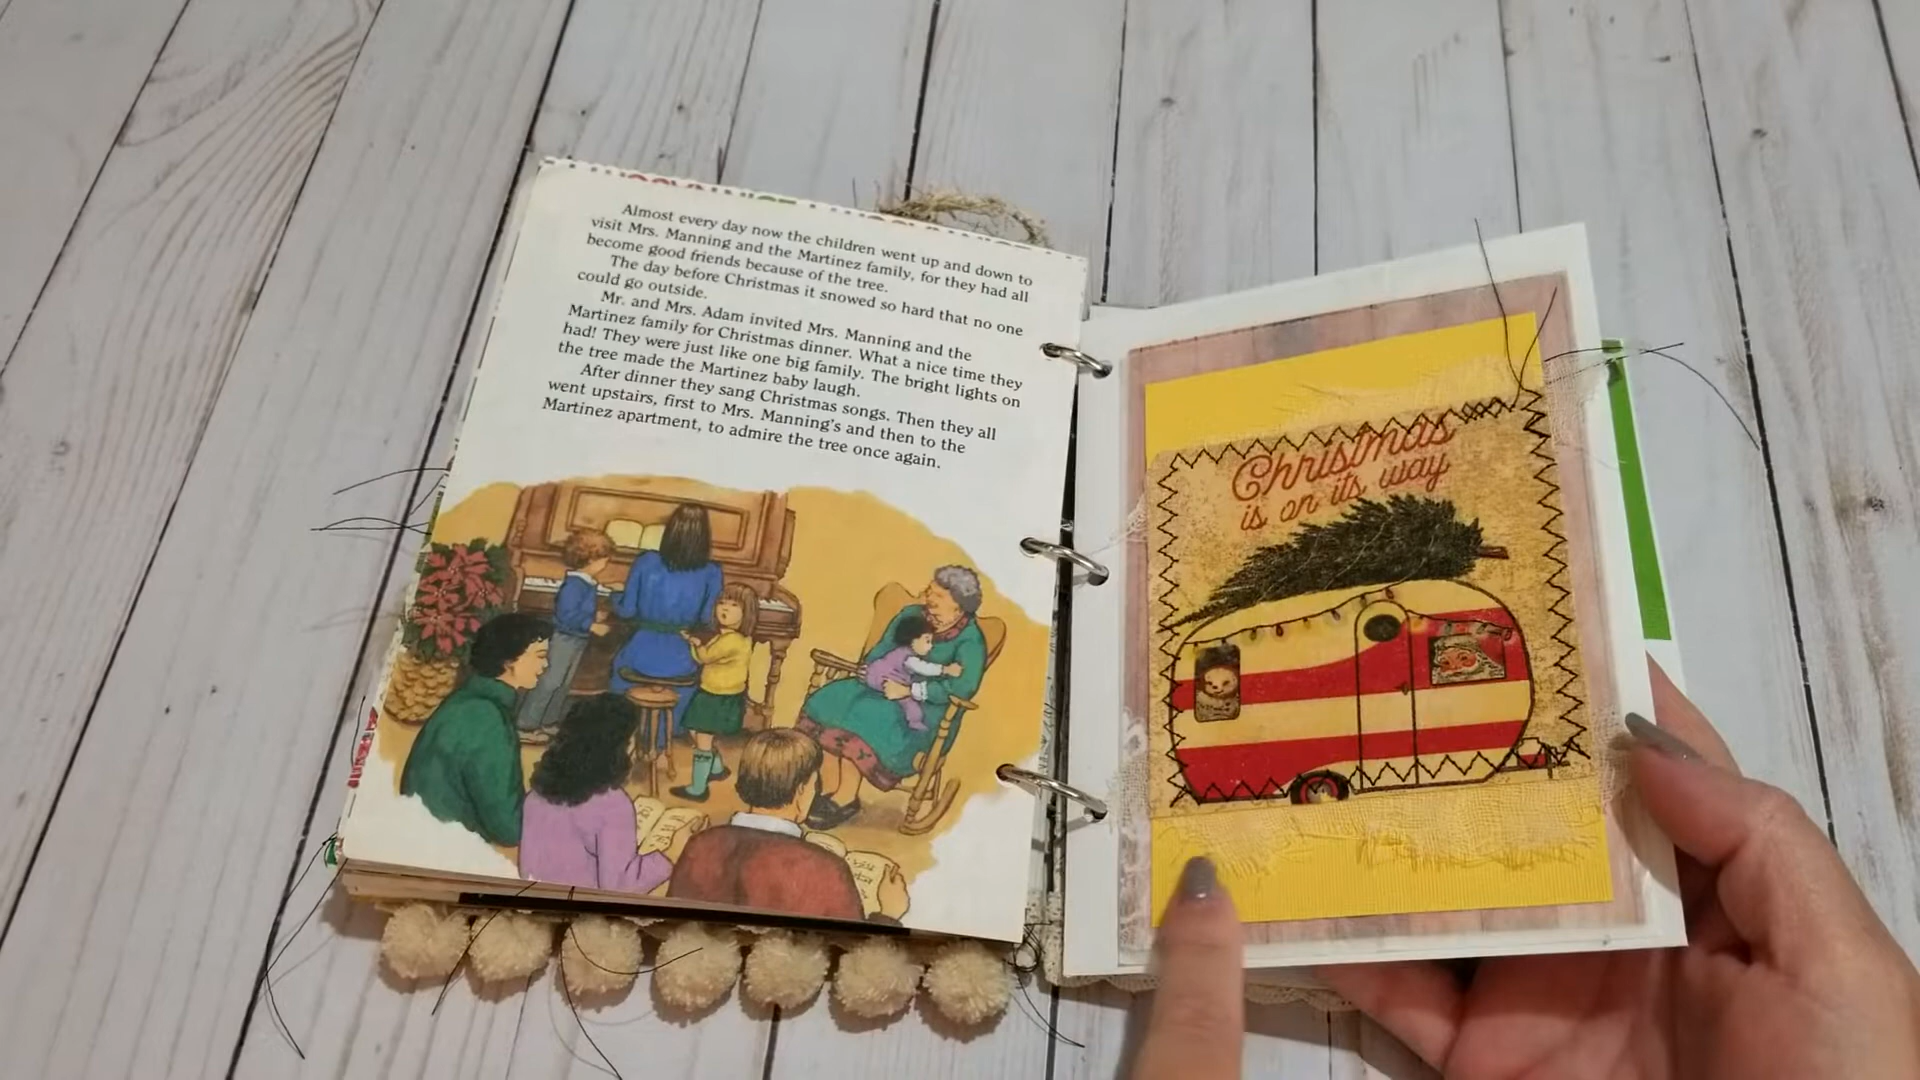 Almost every day now the children went up and down to
visit Mrs. Manning and the Martinez family, for they had all
become good friends because of the tree.
The day before Christmas it snowed so hard that no one
could go outside.
Mr. and Mrs. Adam invited Mrs. Manning and the
Martinez family for Christmas dinner. What a nice time they
had! They were just like one big family. The bright lights on
the tree made the Martinez baby laugh.
After dinner they sang Christmas songs. Then they all
went upstairs, first to Mrs. Manning's and then to the
Martinez apartment, to admire the tree once again.
Christmas
is on its way